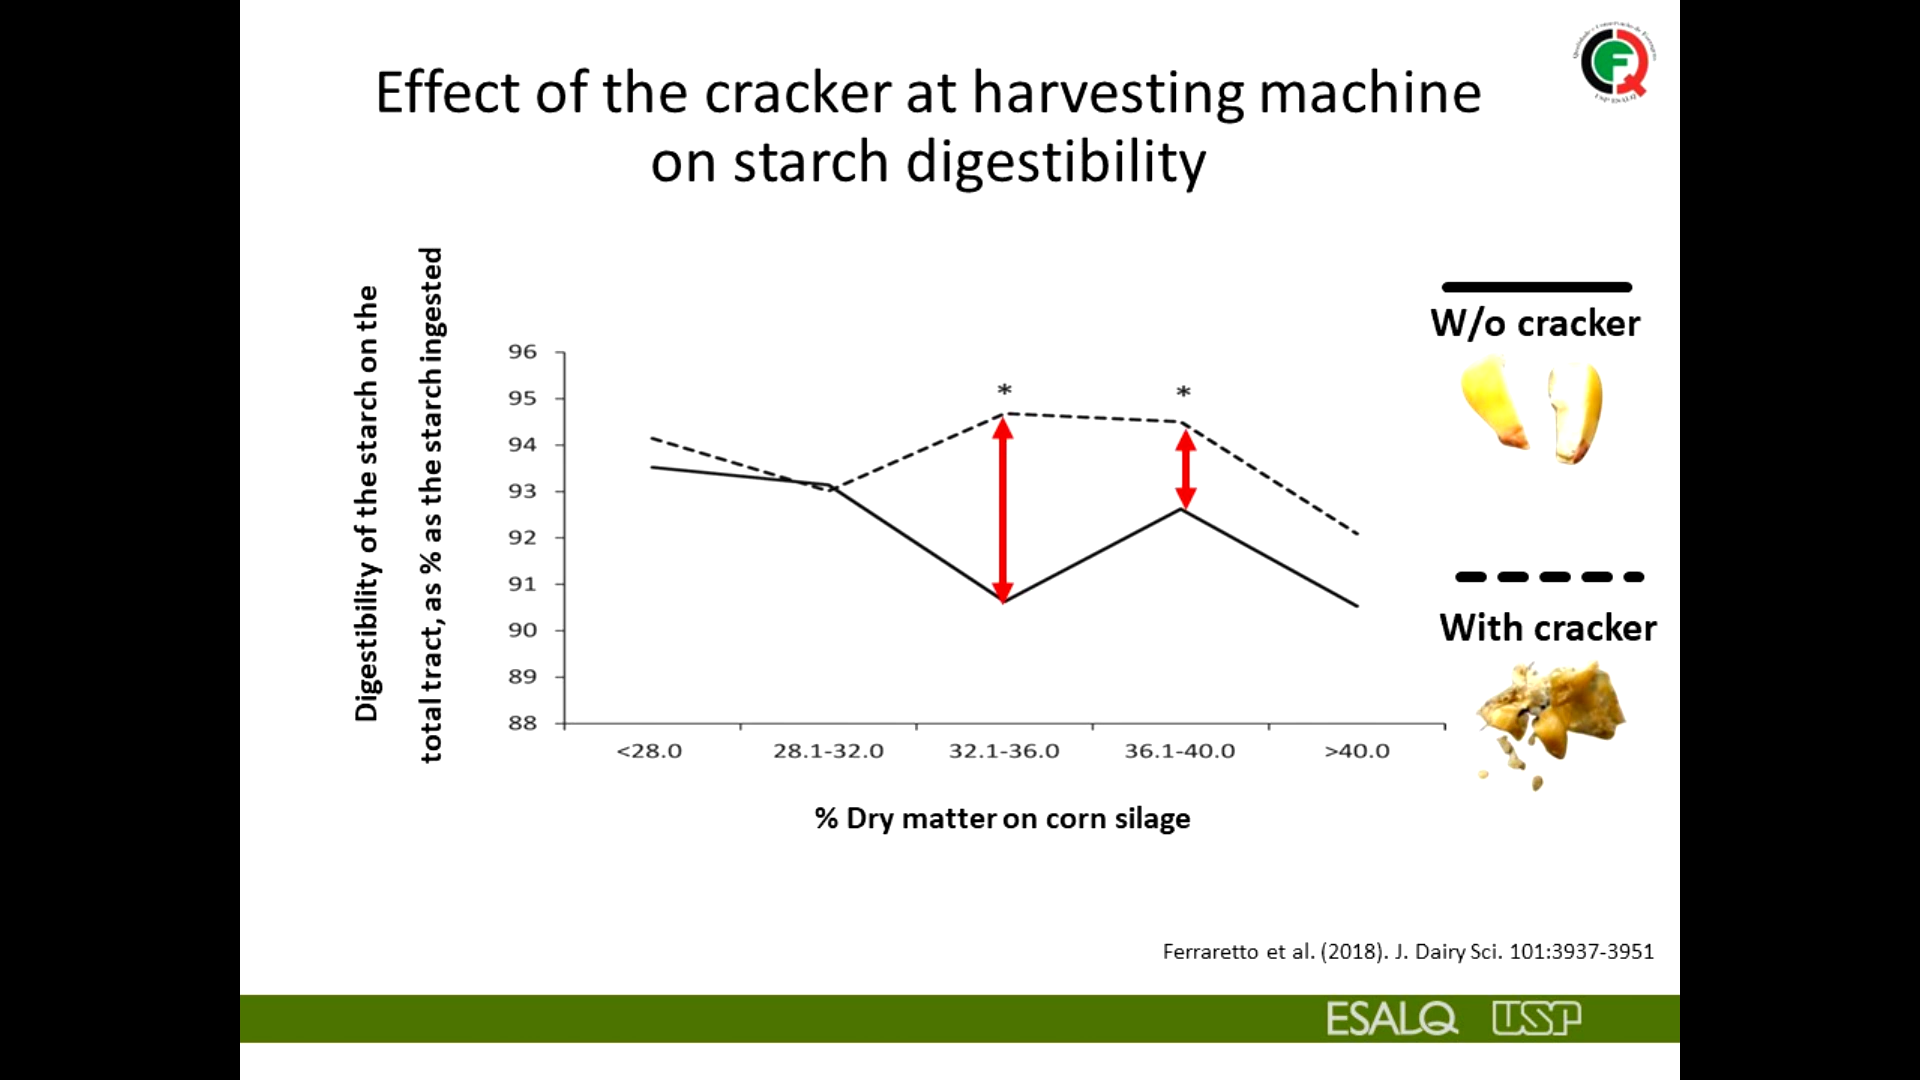 Effect of the cracker at harvesting machine
on starch digestibility
Digestibility of the starch on the
total tract, as % as the starch ingested
96
95
94
93
92
91
90
89
88
*
*
<28.0
28.1-32.0
32.1-36.0
36.1-40.0
>40.0
% Dry matter on corn silage
W/o cracker
With cracker
Ferraretto et al. (2018). J. Dairy Sci. 101:3937-3951
ESALQ USP